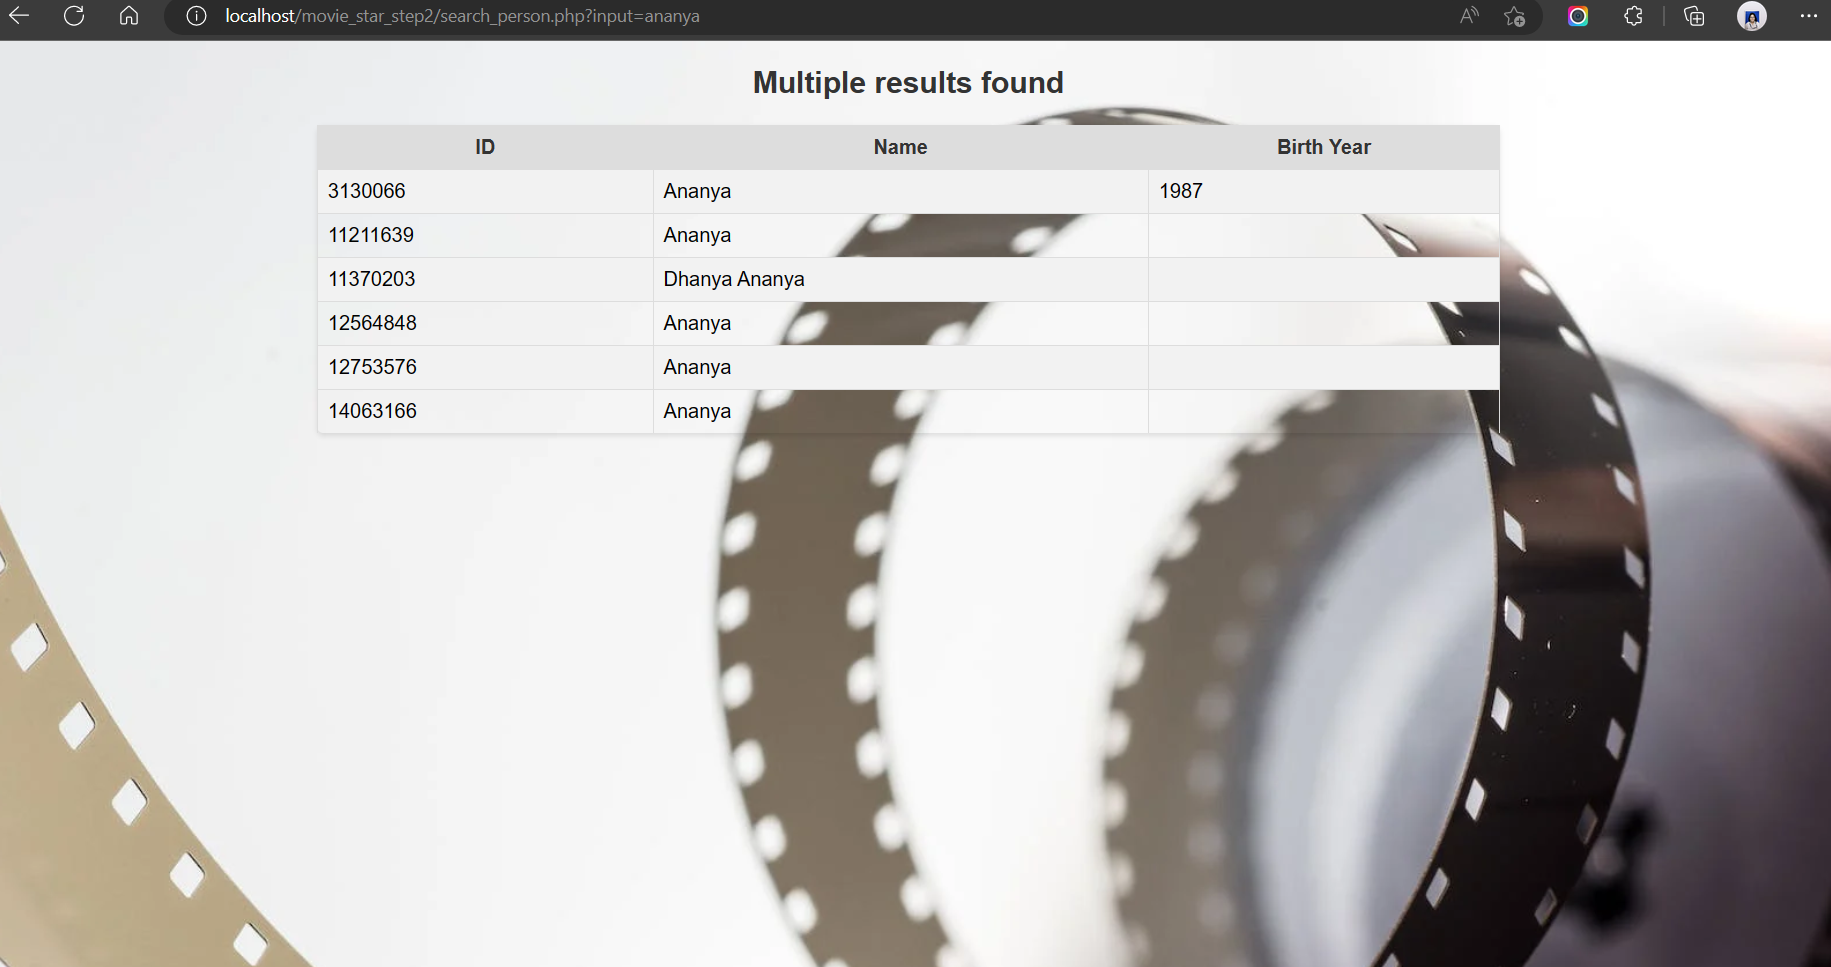 localhost/movie_star_step2/search_person.php?input=ananya
Multiple results found
ID Name Birth Year
3130066 Ananya 1987
11211639 Ananya
11370203 Dhanya Ananya
12564848 Ananya
12753576 Ananya
14063166 Ananya